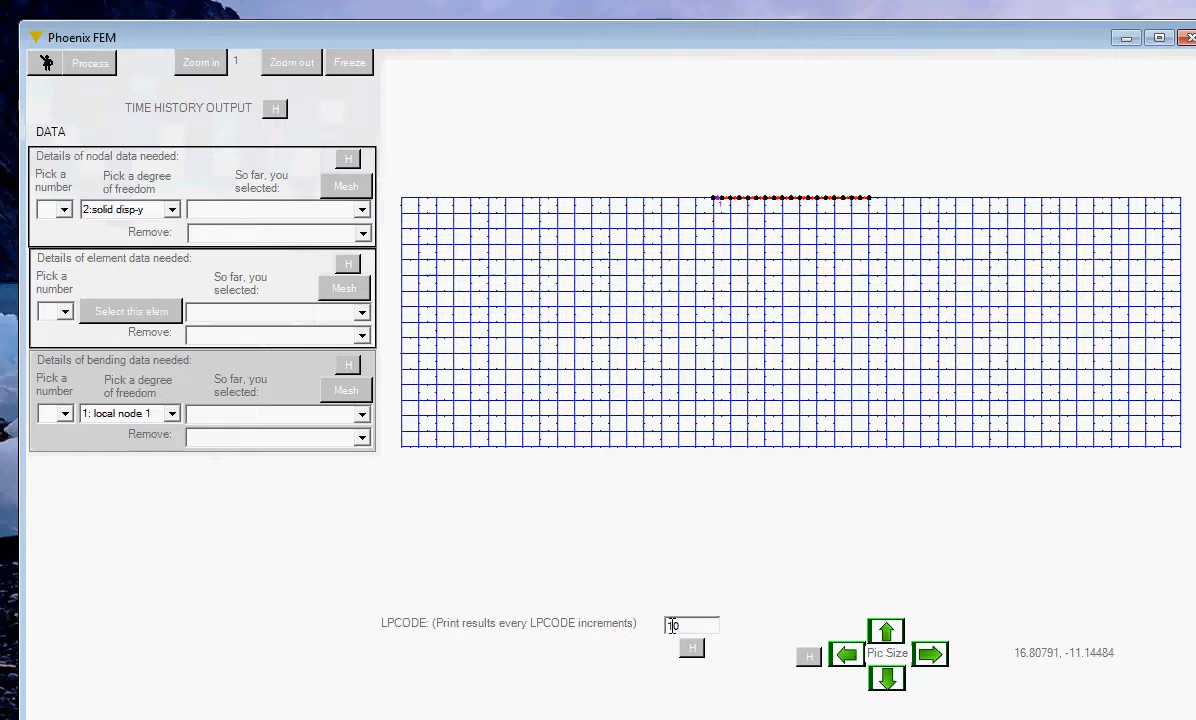 Phoenix FEM
Process
Zoom in
1
Zoom out
Freeze
TIME HISTORY OUTPUT
H
DATA
Details of nodal data needed:
H
Pick a number
Pick a degree of freedom
So far, you selected:
Mesh
2:solid disp-y
Remove:
Details of element data needed:
H
Pick a number
So far, you selected:
Mesh
Select this elem
Remove:
Details of bending data needed:
H
Pick a number
Pick a degree of freedom
So far, you selected:
Mesh
1: local node 1
Remove:
LPCODE: (Print results every LPCODE increments)
10
H
H
Pic Size
16.80791, -11.14484